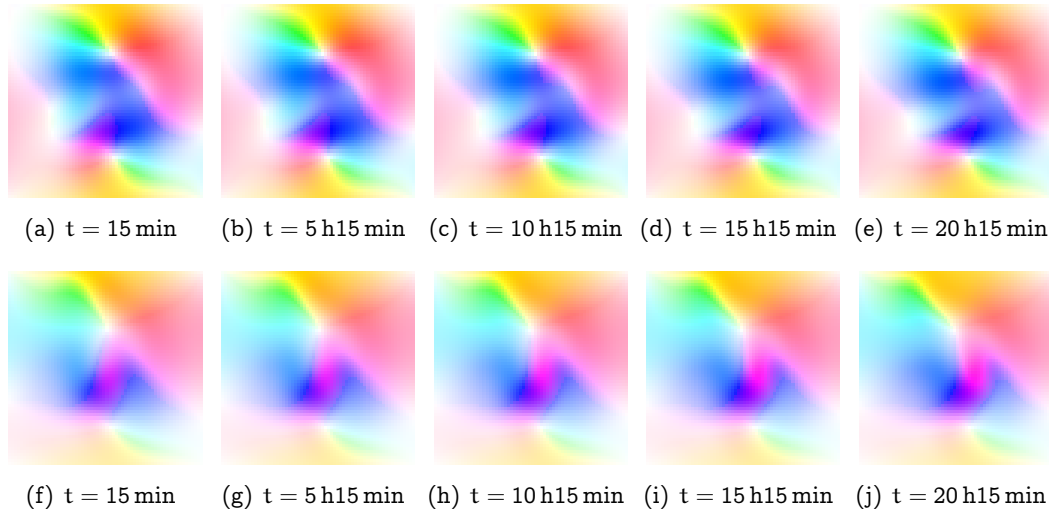 (a) t = 15 min (b) t = 5 h15 min (c) t = 10 h15 min (d) t = 15 h15 min (e) t = 20 h15 min
(f) t = 15 min (g) t = 5 h15 min (h) t = 10 h15 min (i) t = 15 h15 min (j) t = 20 h15 min